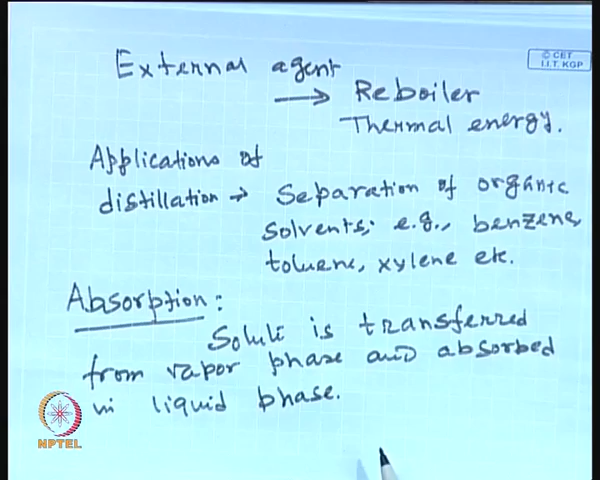 External agent
© CET
I.I.T. KGP
→ Reboiler
Thermal energy.
Applications of
distillation → Separation of organic
solvents; e.g., benzene,
toluene, xylene etc.
Absorption:
Solute is transferred
from vapor phase and absorbed
in liquid phase.
NPTEL